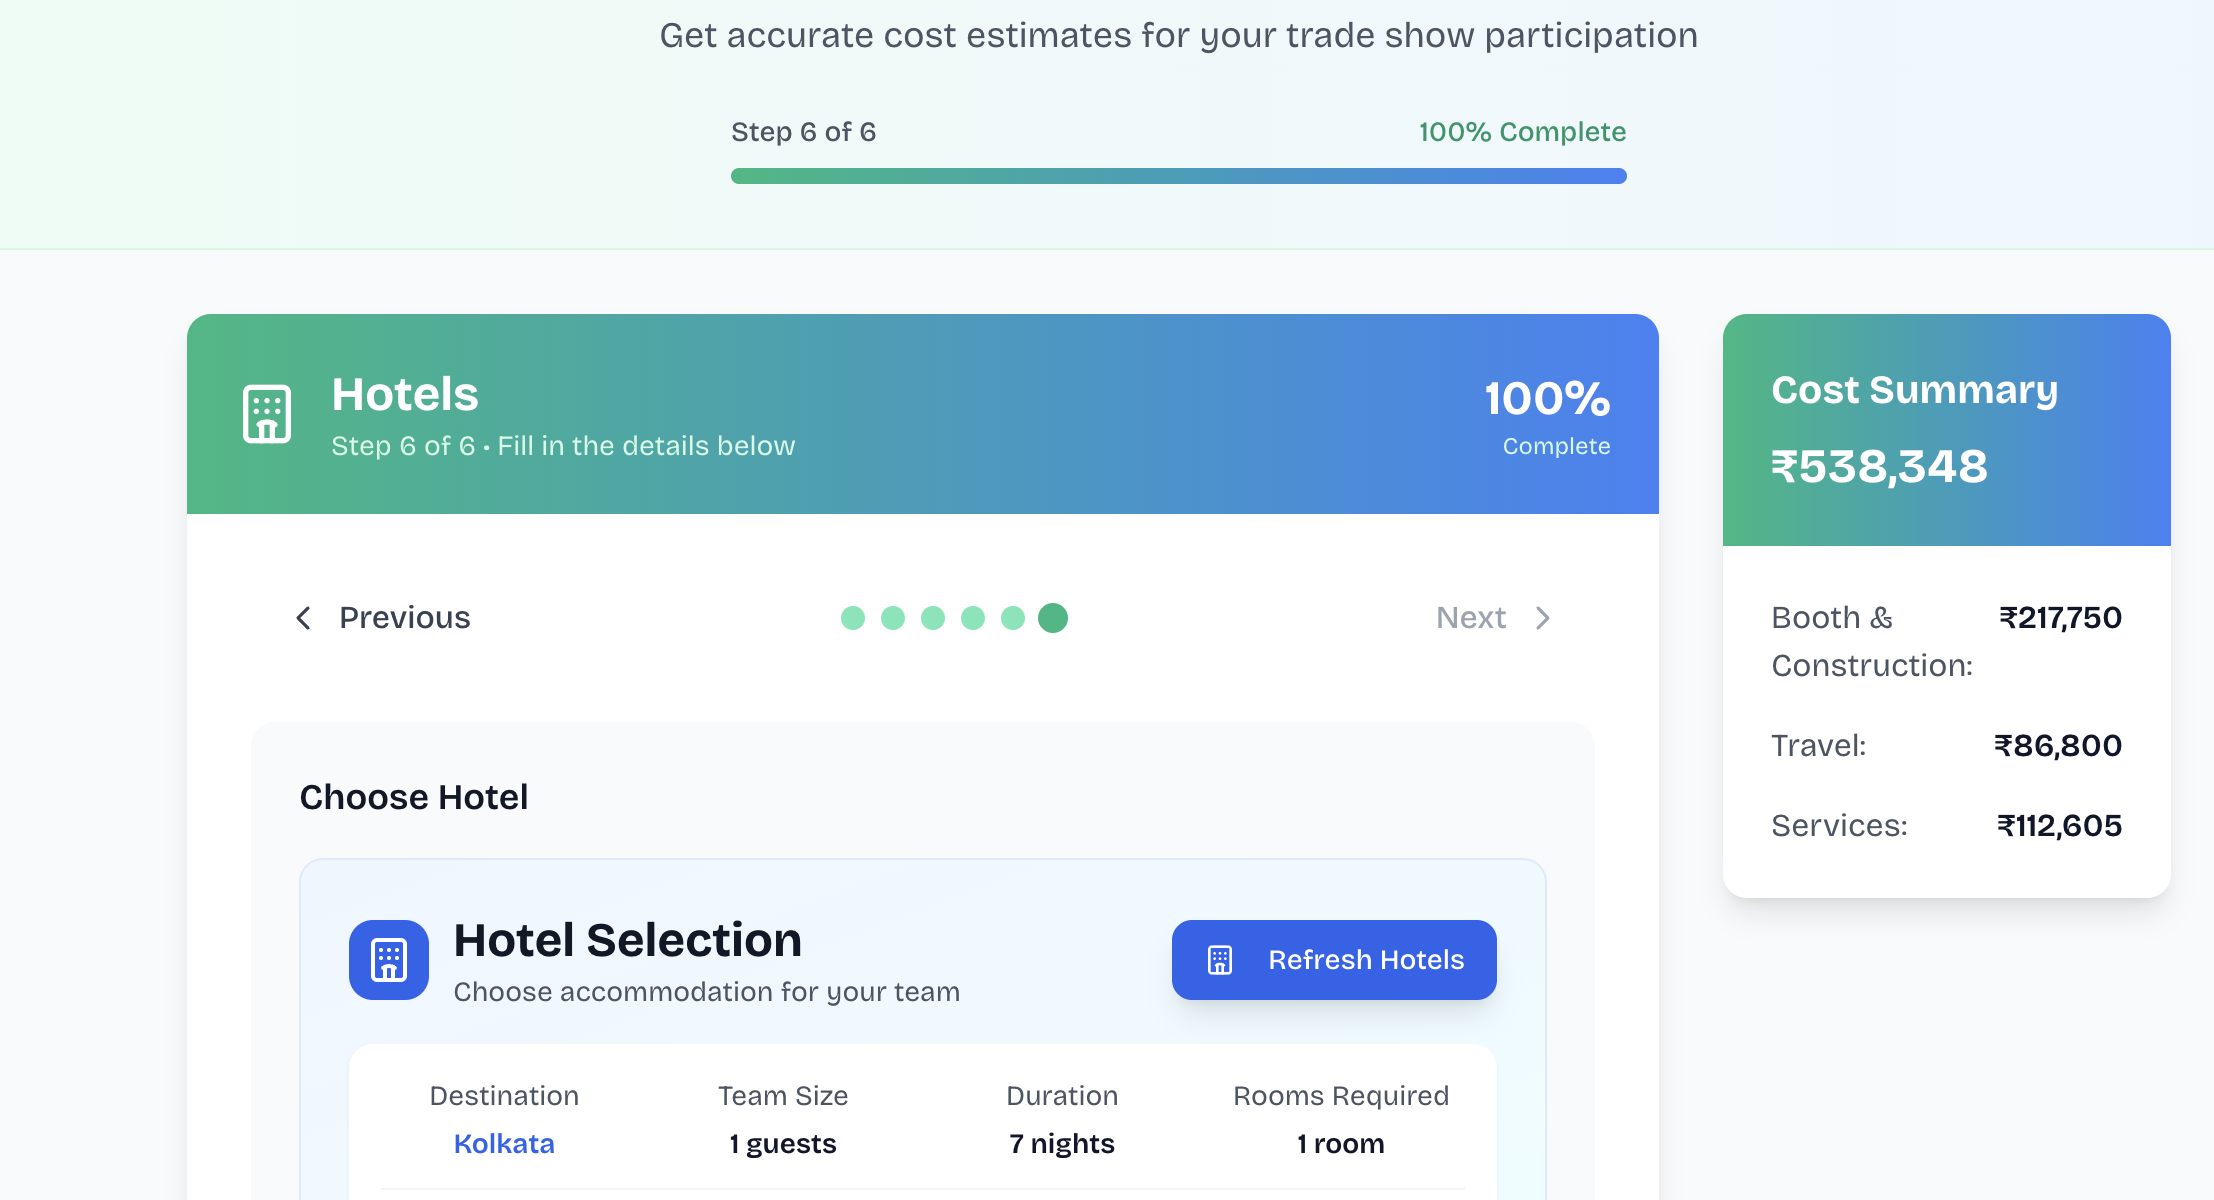 Get accurate cost estimates for your trade show participation
Step 6 of 6
100% Complete
Hotels
Step 6 of 6 • Fill in the details below
100%
Complete
Previous
Next
Choose Hotel
Hotel Selection
Choose accommodation for your team
Refresh Hotels
Destination
Kolkata
Team Size
1 guests
Duration
7 nights
Rooms Required
1 room
Cost Summary
₹538,348
Booth &
Construction:
₹217,750
Travel:
₹86,800
Services:
₹112,605